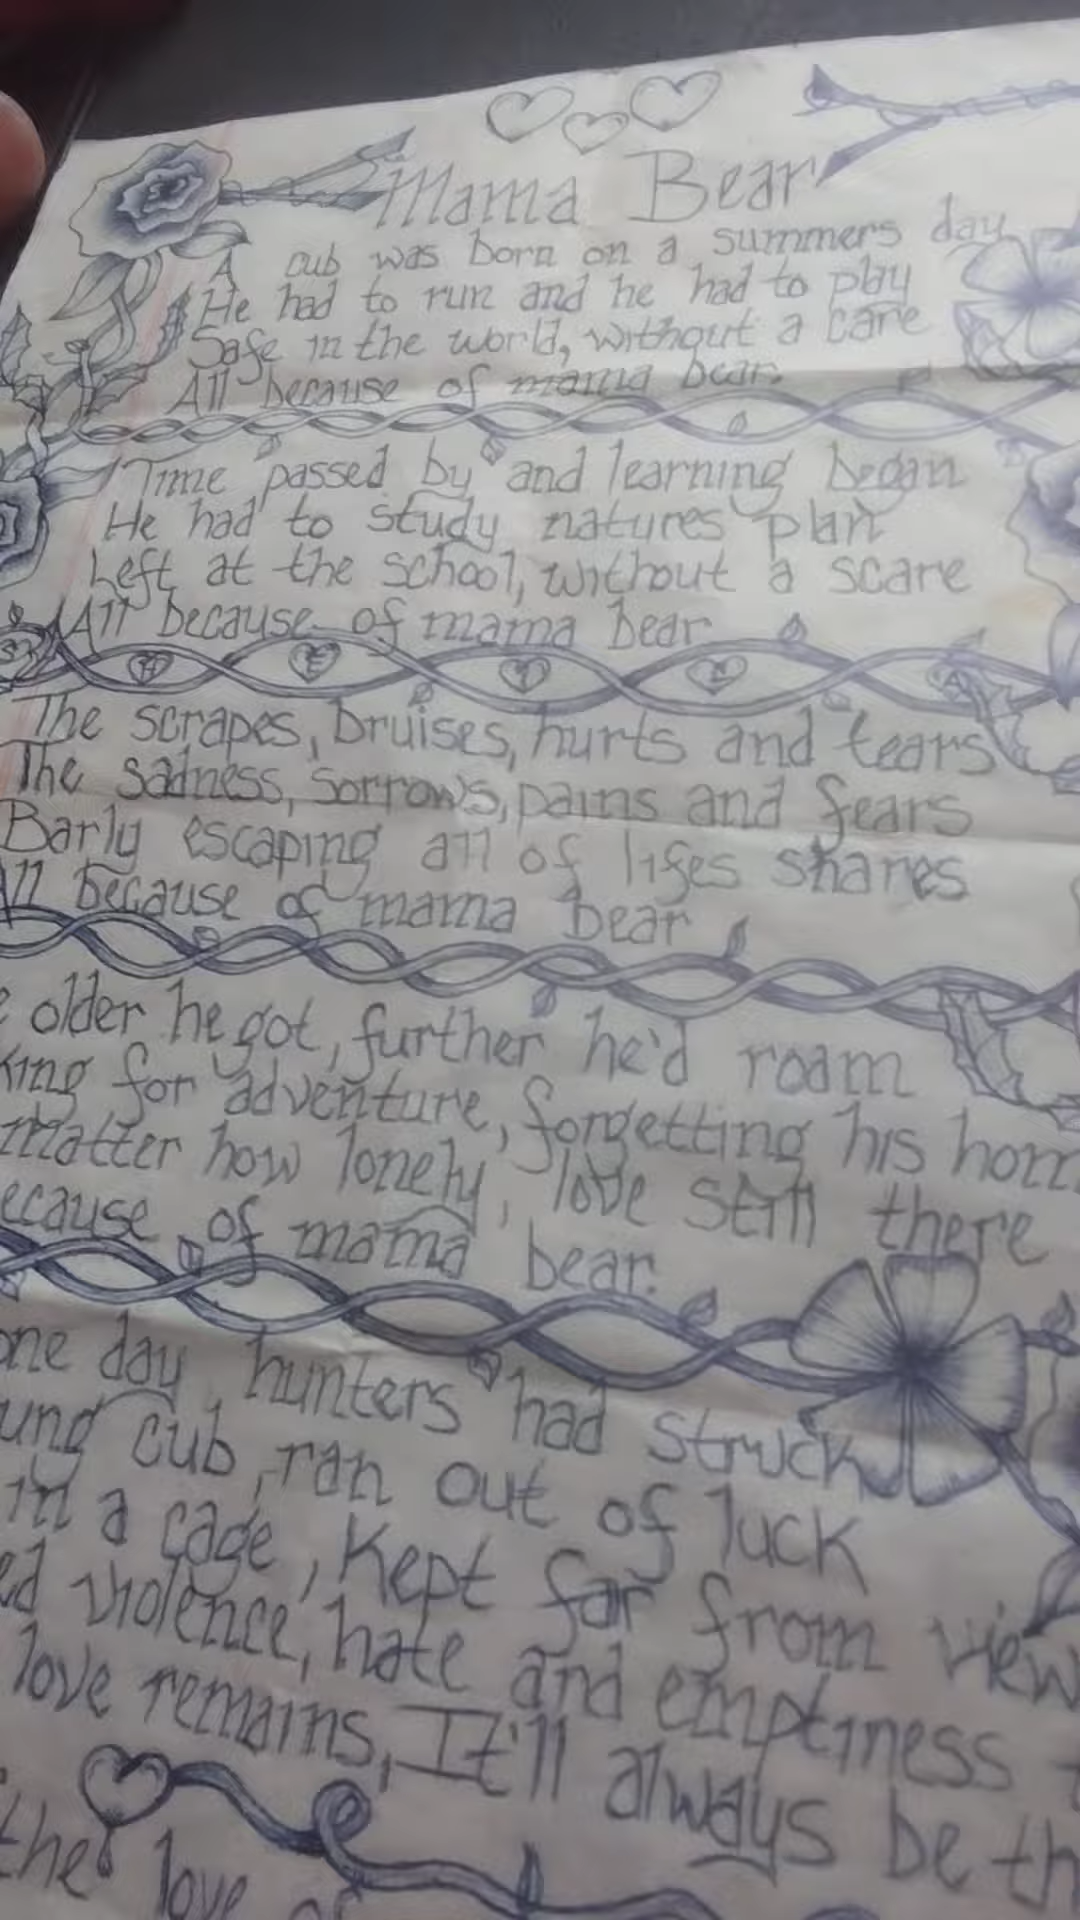 Mama Bear
A cub was born on a summers day
He had to run and he had to play
Safe in the world, without a care
All because of mama bear.
Time passed by and learning began
He had to study natures plan
Left at the school, without a scare
All because of mama bear
The scrapes, bruises, hurts and tears
The sadness, sorrows, pains and fears
Barly escaping all of lifes snares
All because of mama bear
older he got, further he'd roam
king for adventure, forgetting his hom
matter how lonely, love still there
ecause of mama bear.
one day, hunters had struck
ung cub, ran out of luck
in a cage, kept far from view
ed violence, hate and emptiness t
love remains, It'll always be th
the love of